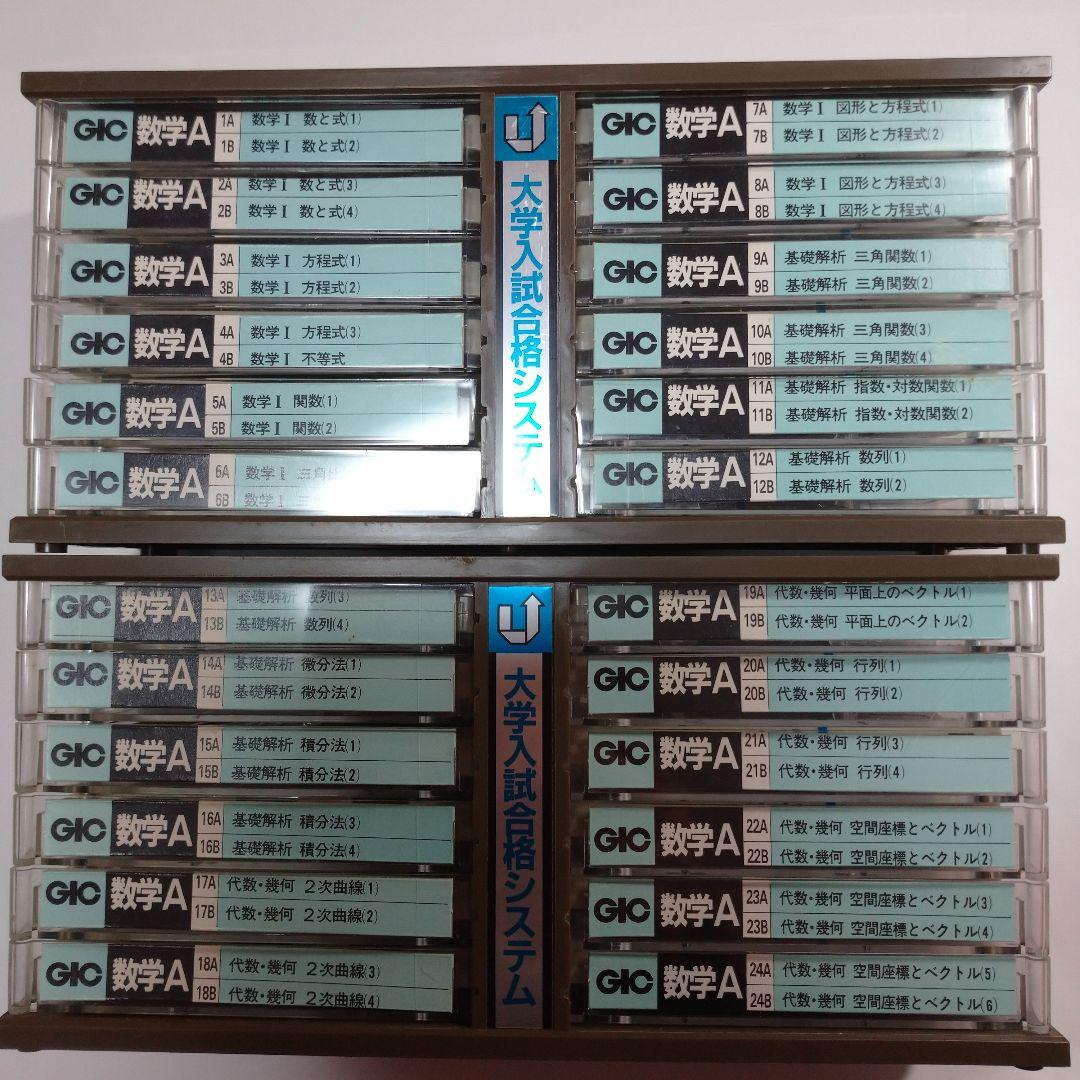 GIC 数学A 1A 数学Ⅰ 数と式(1)
1B 数学Ⅰ 数と式(2)
GIC 数学A 2A 数学Ⅰ 数と式(3)
2B 数学Ⅰ 数と式(4)
GIC 数学A 3A 数学Ⅰ 方程式(1)
3B 数学Ⅰ 方程式(2)
GIC 数学A 4A 数学Ⅰ 方程式(3)
4B 数学Ⅰ 不等式
GIC 数学A 5A 数学Ⅰ 関数(1)
5B 数学Ⅰ 関数(2)
GIC 数学A 6A 数学Ⅰ
6B 数学Ⅰ
大学入試合格システム
GIC 数学A 7A 数学Ⅰ 図形と方程式(1)
7B 数学Ⅰ 図形と方程式(2)
GIC 数学A 8A 数学Ⅰ 図形と方程式(3)
8B 数学Ⅰ 図形と方程式(4)
GIC 数学A 9A 基礎解析 三角関数(1)
9B 基礎解析 三角関数(2)
GIC 数学A 10A 基礎解析 三角関数(3)
10B 基礎解析 三角関数(4)
GIC 数学A 11A 基礎解析 指数・対数関数(1)
11B 基礎解析 指数・対数関数(2)
GIC 数学A 12A 基礎解析 数列(1)
12B 基礎解析 数列(2)
GIC 数学A 13A 基礎解析 数列(3)
13B 基礎解析 数列(4)
GIC 数学A 14A 基礎解析 微分法(1)
14B 基礎解析 微分法(2)
GIC 数学A 15A 基礎解析 積分法(1)
15B 基礎解析 積分法(2)
GIC 数学A 16A 基礎解析 積分法(3)
16B 基礎解析 積分法(4)
GIC 数学A 17A 代数・幾何 2次曲線(1)
17B 代数・幾何 2次曲線(2)
GIC 数学A 18A 代数・幾何 2次曲線(3)
18B 代数・幾何 2次曲線(4)
大学入試合格システム
GIC 数学A 19A 代数・幾何 平面上のベクトル(1)
19B 代数・幾何 平面上のベクトル(2)
GIC 数学A 20A 代数・幾何 行列(1)
20B 代数・幾何 行列(2)
GIC 数学A 21A 代数・幾何 行列(3)
21B 代数・幾何 行列(4)
GIC 数学A 22A 代数・幾何 空間座標とベクトル(1)
22B 代数・幾何 空間座標とベクトル(2)
GIC 数学A 23A 代数・幾何 空間座標とベクトル(3)
23B 代数・幾何 空間座標とベクトル(4)
GIC 数学A 24A 代数・幾何 空間座標とベクトル(5)
24B 代数・幾何 空間座標とベクトル(6)